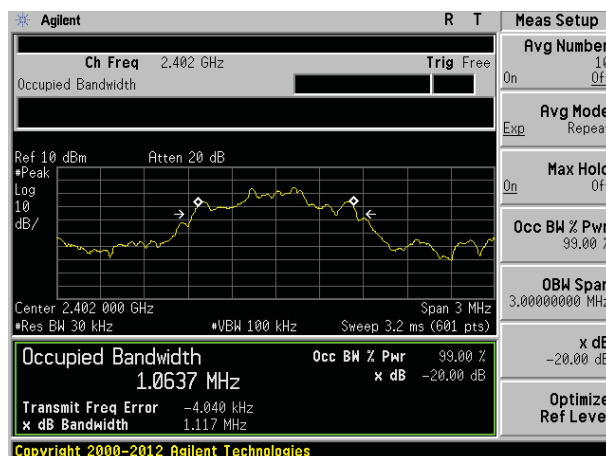 Agilent R T Meas Setup
Avg Number
10
On Of
Ch Freq 2.402 GHz Trig Free
Occupied Bandwidth
Avg Mode
Exp Repea
Ref 10 dBm Atten 20 dB
#Peak
Log
10
dB/
Max Hold
On Of
Occ BW % Pwr
99.00 %
OBW Span
3.00000000 MHz
Center 2.402 000 GHz Span 3 MHz
#Res BW 30 kHz #VBW 100 kHz Sweep 3.2 ms (601 pts)
Occupied Bandwidth Occ BW % Pwr 99.00 %
1.0637 MHz x dB -20.00 dB
Transmit Freq Error -4.040 kHz
x dB Bandwidth 1.117 MHz
x dB
-20.00 dB
Optimize
Ref Leve
Copyright 2000-2012 Agilent Technologies